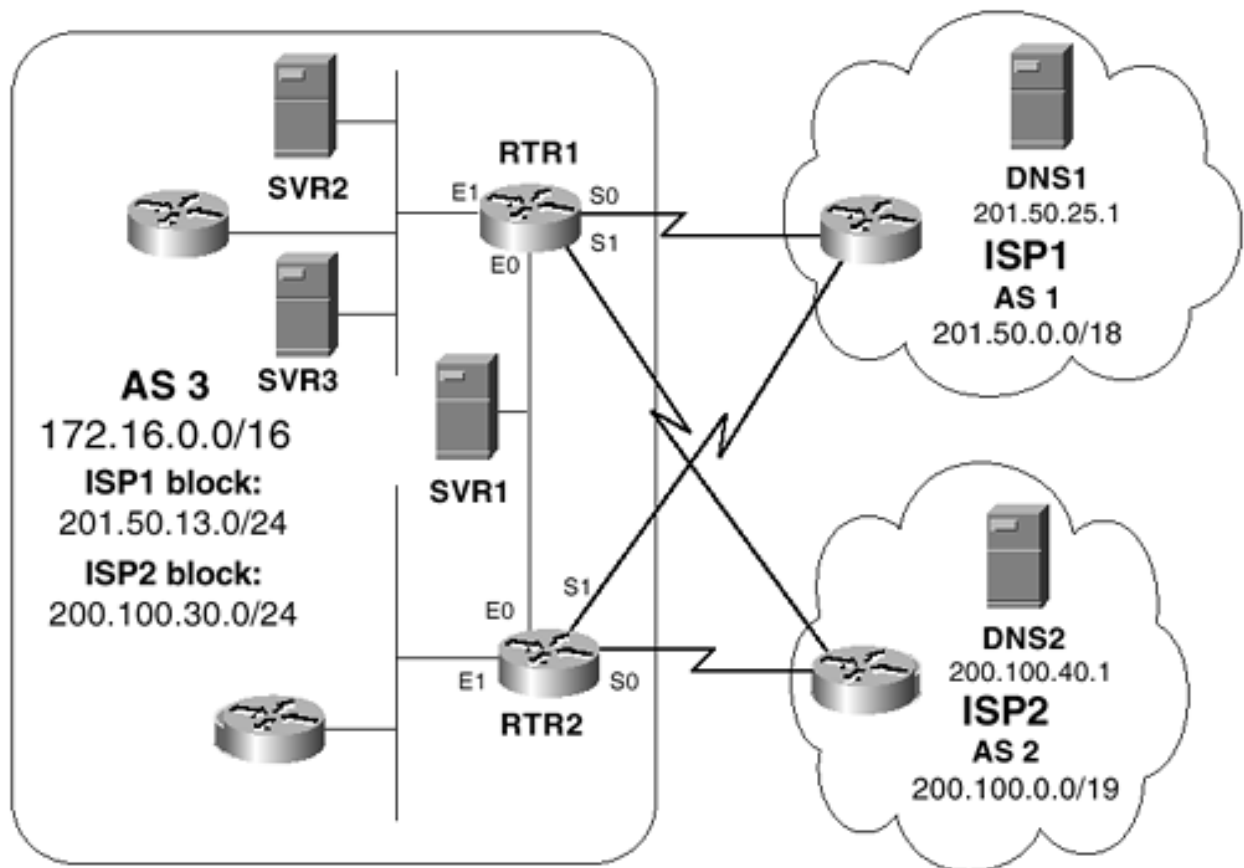 SVR2
RTR1
E1
S0
S1
E0
SVR3
AS 3
172.16.0.0/16
ISP1 block:
201.50.13.0/24
ISP2 block:
200.100.30.0/24
SVR1
S1
E0
E1
S0
RTR2
DNS1
201.50.25.1
ISP1
AS 1
201.50.0.0/18
DNS2
200.100.40.1
ISP2
AS 2
200.100.0.0/19